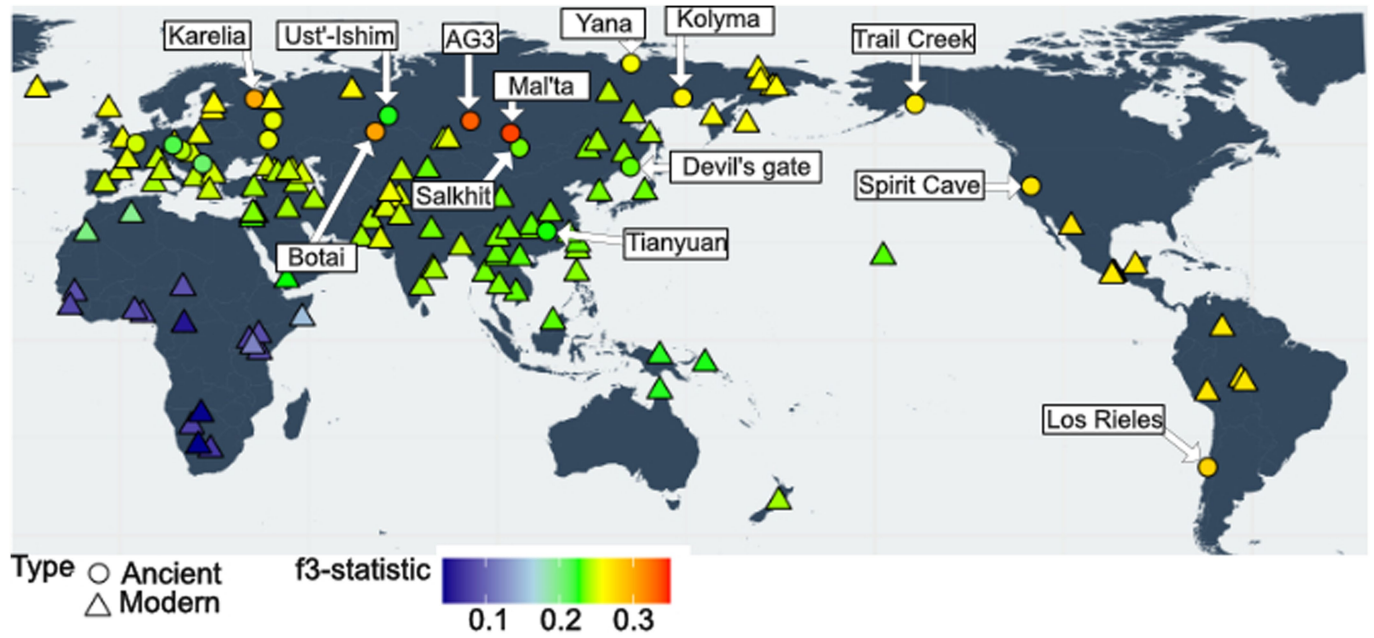 Yana
Kolyma
Karelia
Ust'-Ishim
AG3
Trail Creek
Mal'ta
Devil's gate
Salkhit
Spirit Cave
Botai
Tianyuan
Los Rieles
Type
Ancient
Modern
f3-statistic
0.1 0.2 0.3